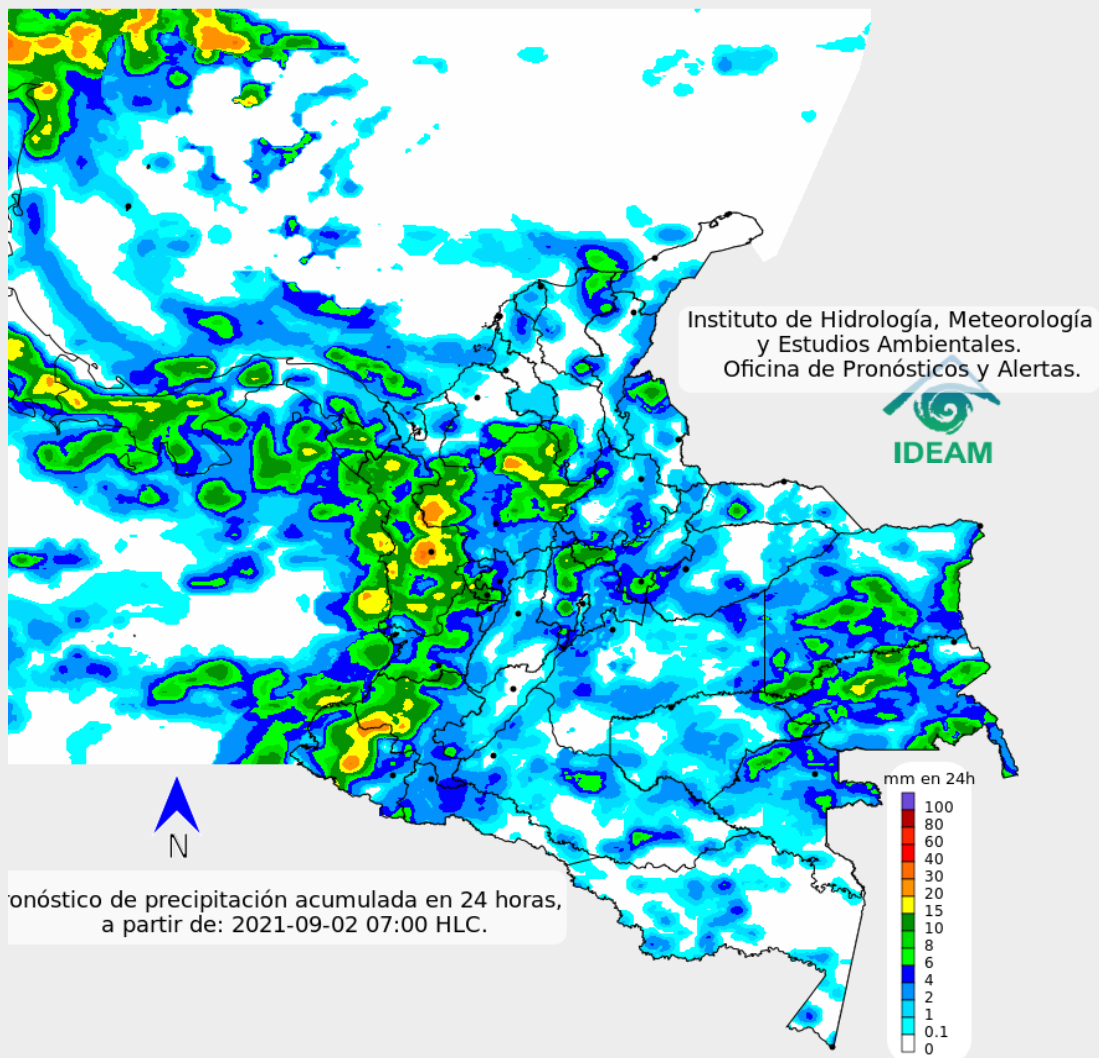 Instituto de Hidrología, Meteorología
y Estudios Ambientales.
Oficina de Pronósticos y Alertas.
IDEAM
mm en 24h
100
80
60
40
30
20
15
10
8
6
4
2
1
0.1
0
N
ronóstico de precipitación acumulada en 24 horas,
a partir de: 2021-09-02 07:00 HLC.